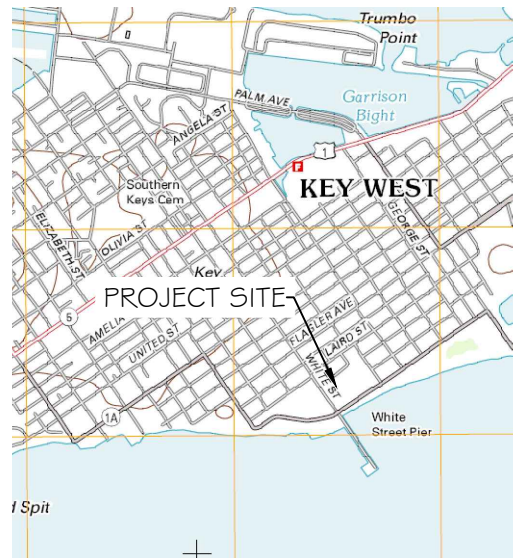 Trumbo
Point
PALM AVE
Garrison
Bight
ANGELA ST
1
F
KEY WEST
Southern
Keys Cem
ELIZABETH ST
OLIVIA ST
GEORGE ST
Key
PROJECT SITE
5
AMELIA
UNITED ST
FLAGLER AVE
LAIRD ST
WHITE ST
1A
White
Street Pier
d Spit